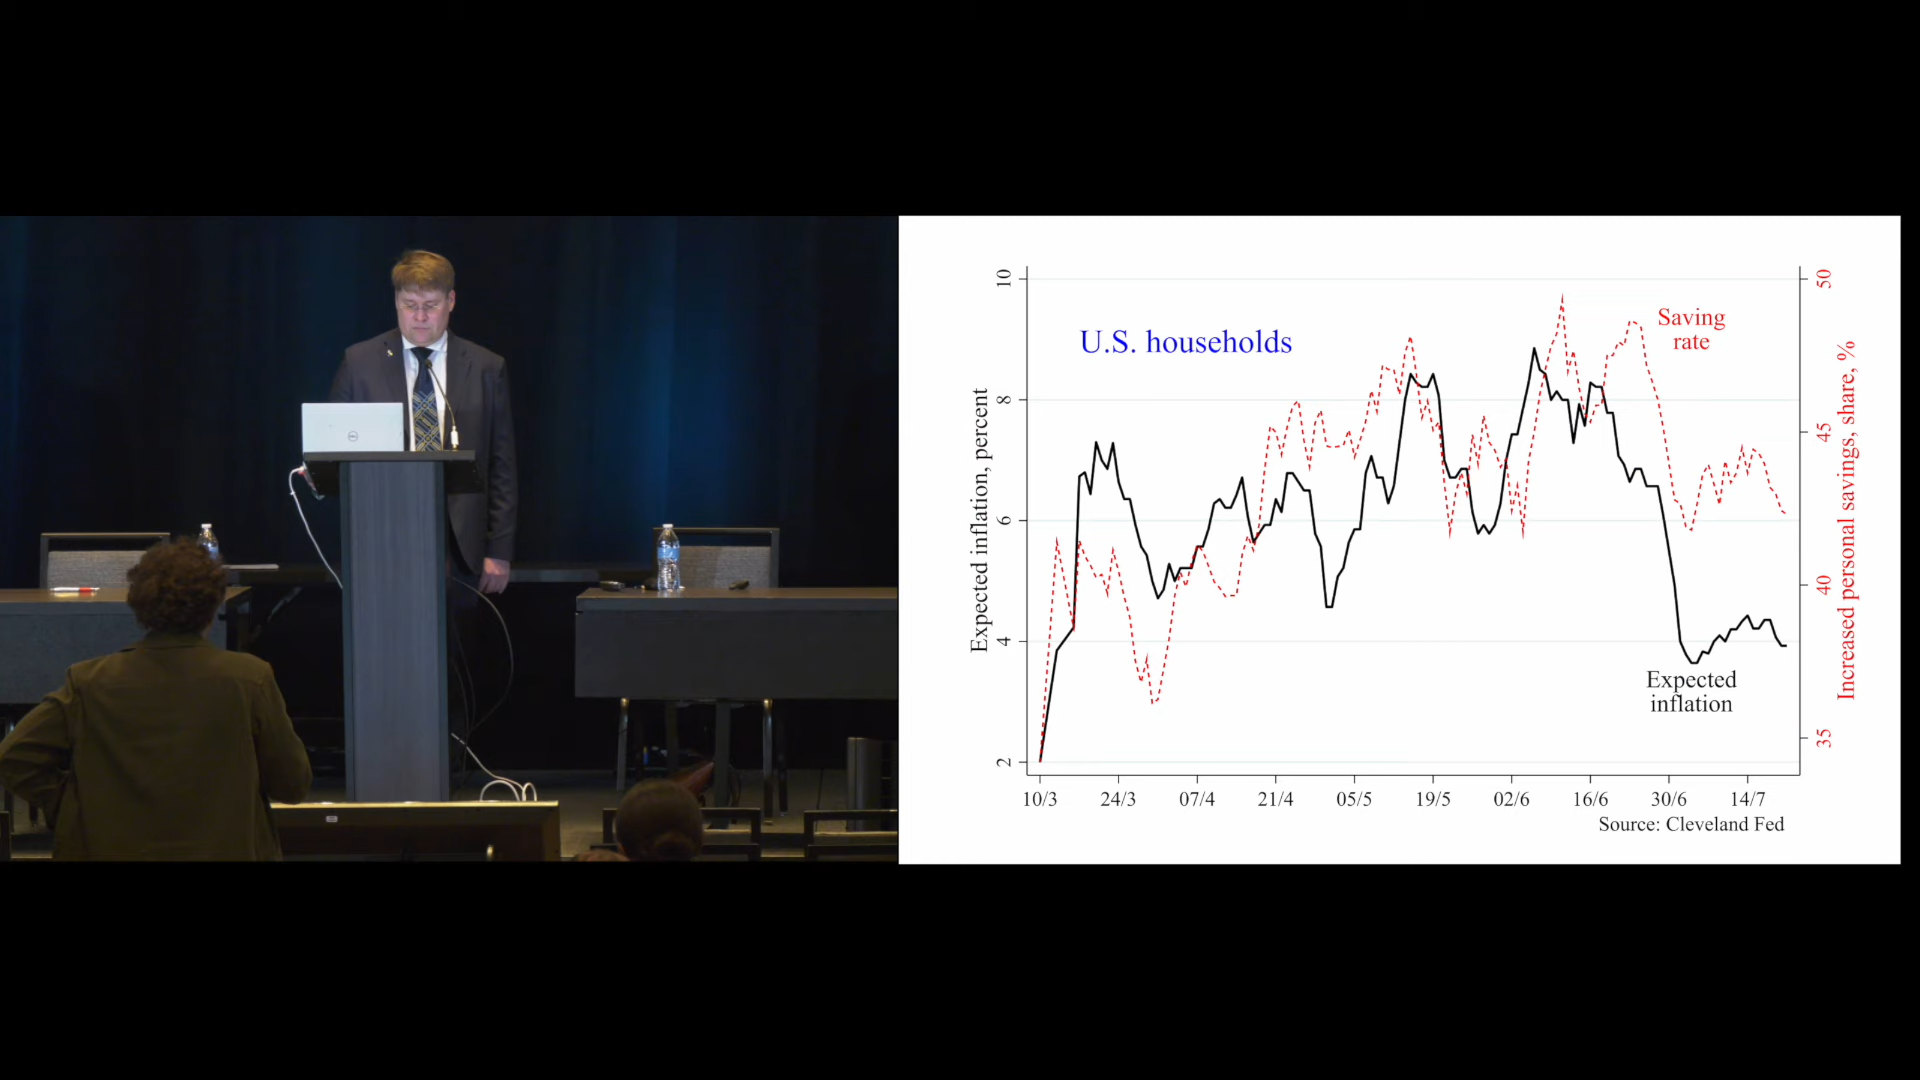 U.S. households
Saving
rate
Expected
inflation
Expected inflation, percent
10
8
6
4
2
Increased personal savings, share, %
50
45
40
35
10/3 24/3 07/4 21/4 05/5 19/5 02/6 16/6 30/6 14/7
Source: Cleveland Fed